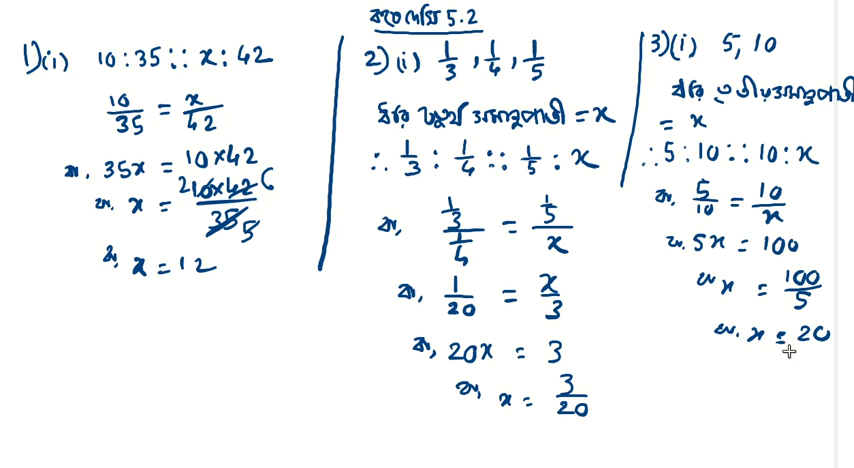 কষে দেখি 5.2
1)(i) 10 : 35 :: x : 42
10/35 = x/42
বা, 35x = 10×42
বা, x = 10×42/35 2 6 5
বা, x = 12
2)(i) 1/3, 1/4, 1/5
ধরি চতুর্থ সমানুপাতী = x
∴ 1/3 : 1/4 :: 1/5 : x
বা, (1/3)/(1/4) = (1/5)/x
বা, 1/20 = x/3
বা, 20x = 3
বা, x = 3/20
3)(i) 5, 10
ধরি তৃতীয় সমানুপাতী
= x
∴ 5 : 10 :: 10 : x
বা, 5/10 = 10/x
বা, 5x = 100
বা x = 100/5
বা, x = 20